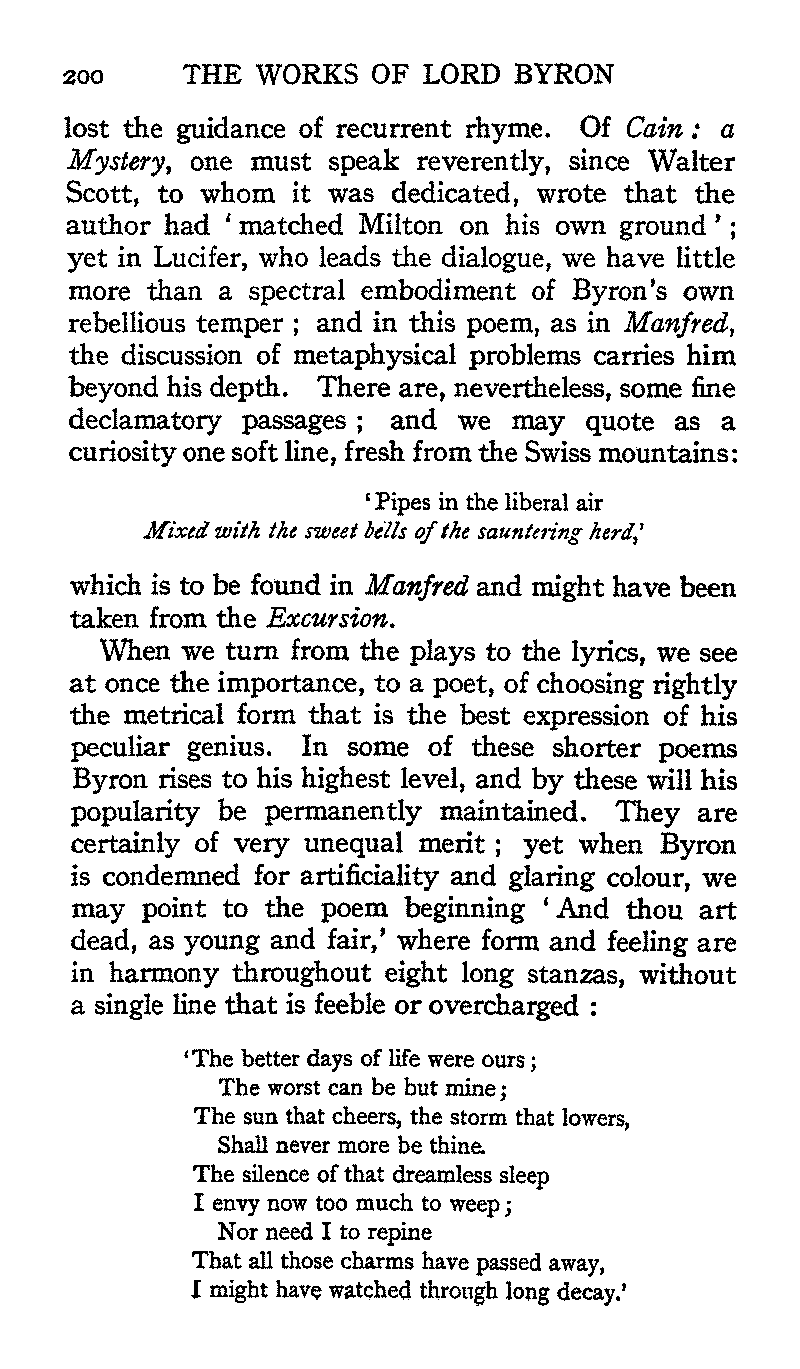 200 THE WORKS OF LORD BYRON
lost the guidance of recurrent rhyme. Of Cain : a
Mystery, one must speak reverently, since Walter
Scott, to whom it was dedicated, wrote that the
author had ‘ matched Milton on his own ground ’ ;
yet in Lucifer, who leads the dialogue, we have little
more than a spectral embodiment of Byron’s own
rebellious temper ; and in this poem, as in Manfred,
the discussion of metaphysical problems carries him
beyond his depth. There are, nevertheless, some fine
declamatory passages ; and we may quote as a
curiosity one soft line, fresh from the Swiss mountains:
‘Pipes in the liberal air
Mixed with the sweet bells of the sauntering herd,’
which is to be found in Manfred and might have been
taken from the Excursion.
When we turn from the plays to the lyrics, we see
at once the importance, to a poet, of choosing rightly
the metrical form that is the best expression of his
peculiar genius. In some of these shorter poems
Byron rises to his highest level, and by these will his
popularity be permanently maintained. They are
certainly of very unequal merit ; yet when Byron
is condemned for artificiality and glaring colour, we
may point to the poem beginning ‘ And thou art
dead, as young and fair,’ where form and feeling are
in harmony throughout eight long stanzas, without
a single line that is feeble or overcharged :
‘The better days of life were ours ;
The worst can be but mine ;
The sun that cheers, the storm that lowers,
Shall never more be thine.
The silence of that dreamless sleep
I envy now too much to weep ;
Nor need I to repine
That all those charms have passed away,
I might have watched through long decay.’